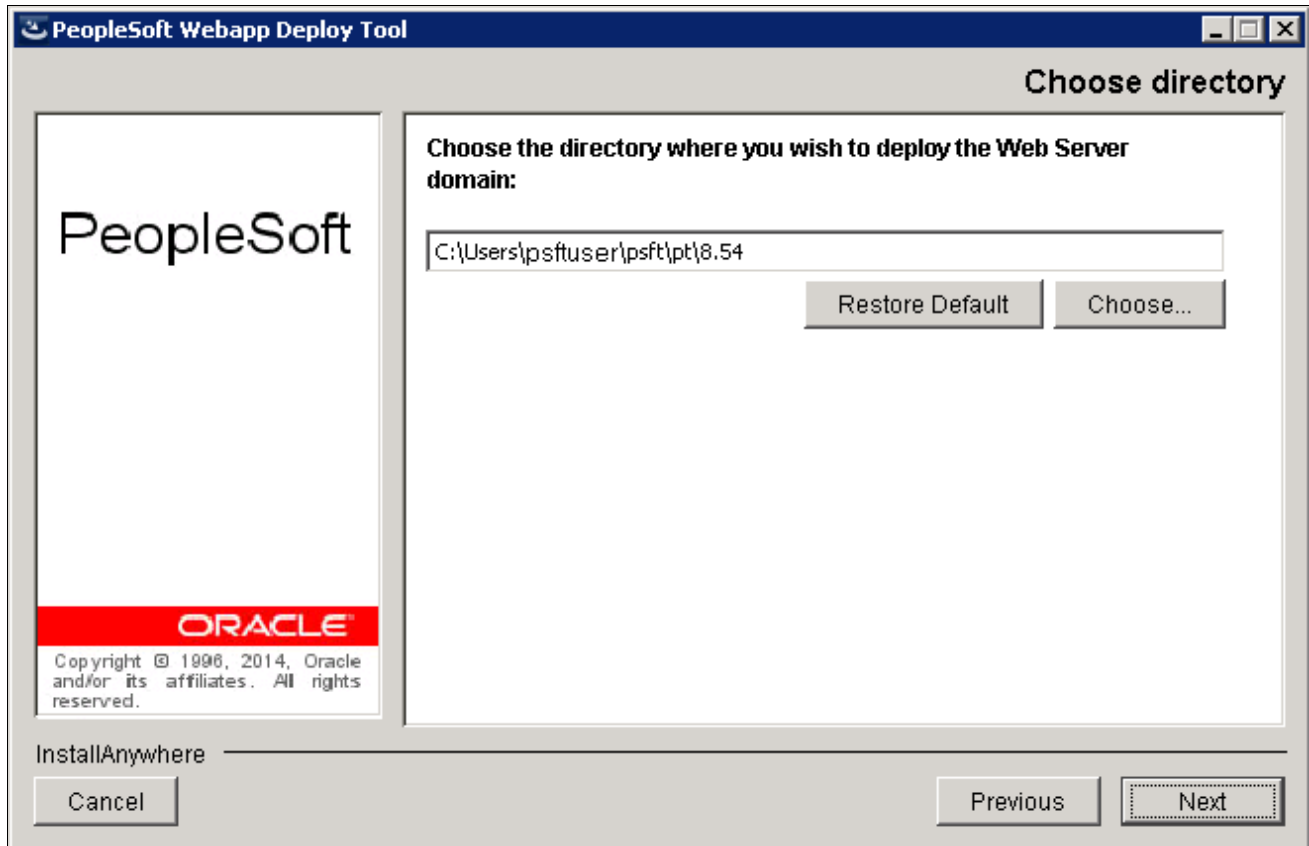 PeopleSoft Webapp Deploy Tool
Choose directory
PeopleSoft
ORACLE
Copyright © 1996, 2014, Oracle
and/or its affiliates. All rights
reserved.
Choose the directory where you wish to deploy the Web Server
domain:
C:\Users\psftuser\psft\pt\8.54
Restore Default
Choose...
InstallAnywhere
Cancel
Previous
Next